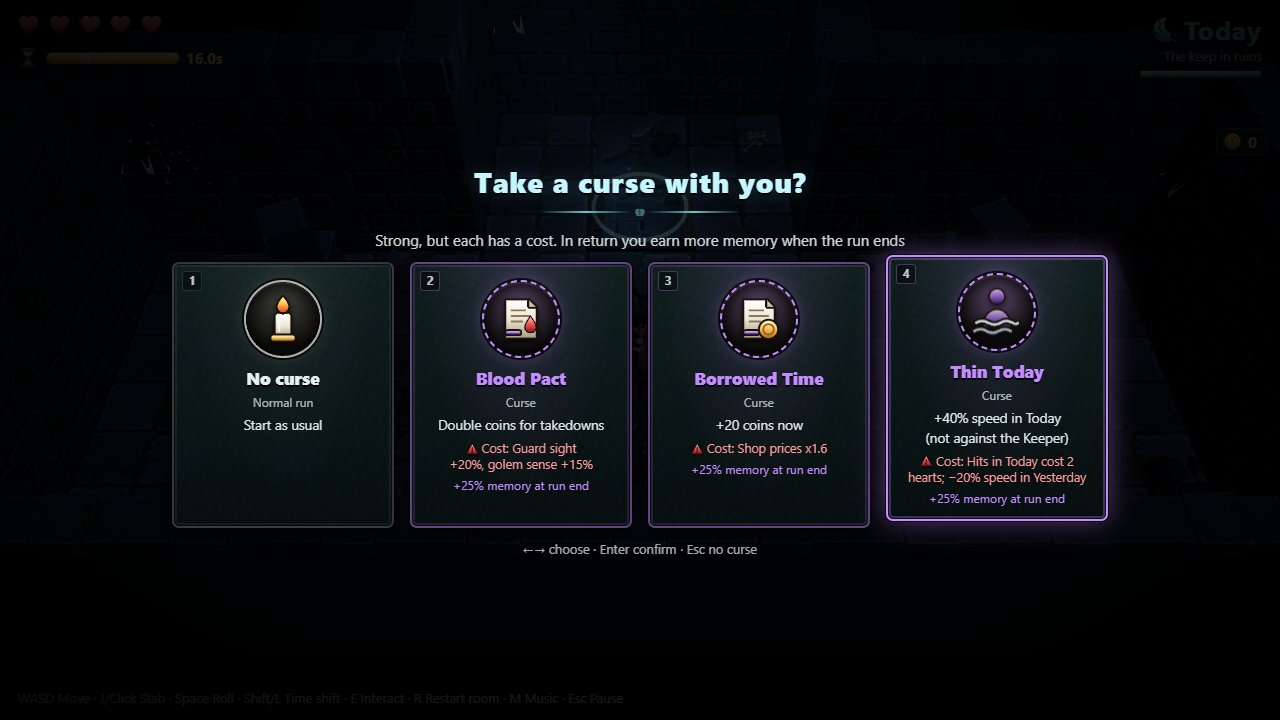 16.0s
Today
The keep in ruins
0
Take a curse with you?
Strong, but each has a cost. In return you earn more memory when the run ends
1
No curse
Normal run
Start as usual
2
Blood Pact
Curse
Double coins for takedowns
Cost: Guard sight
+20%, golem sense +15%
+25% memory at run end
3
Borrowed Time
Curse
+20 coins now
Cost: Shop prices x1.6
+25% memory at run end
4
Thin Today
Curse
+40% speed in Today
(not against the Keeper)
Cost: Hits in Today cost 2
hearts; −20% speed in Yesterday
+25% memory at run end
←→ choose · Enter confirm · Esc no curse
WASD Move · J/Click Stab · Space Roll · Shift/L Time shift · E Interact · R Restart room · M Music · Esc Pause